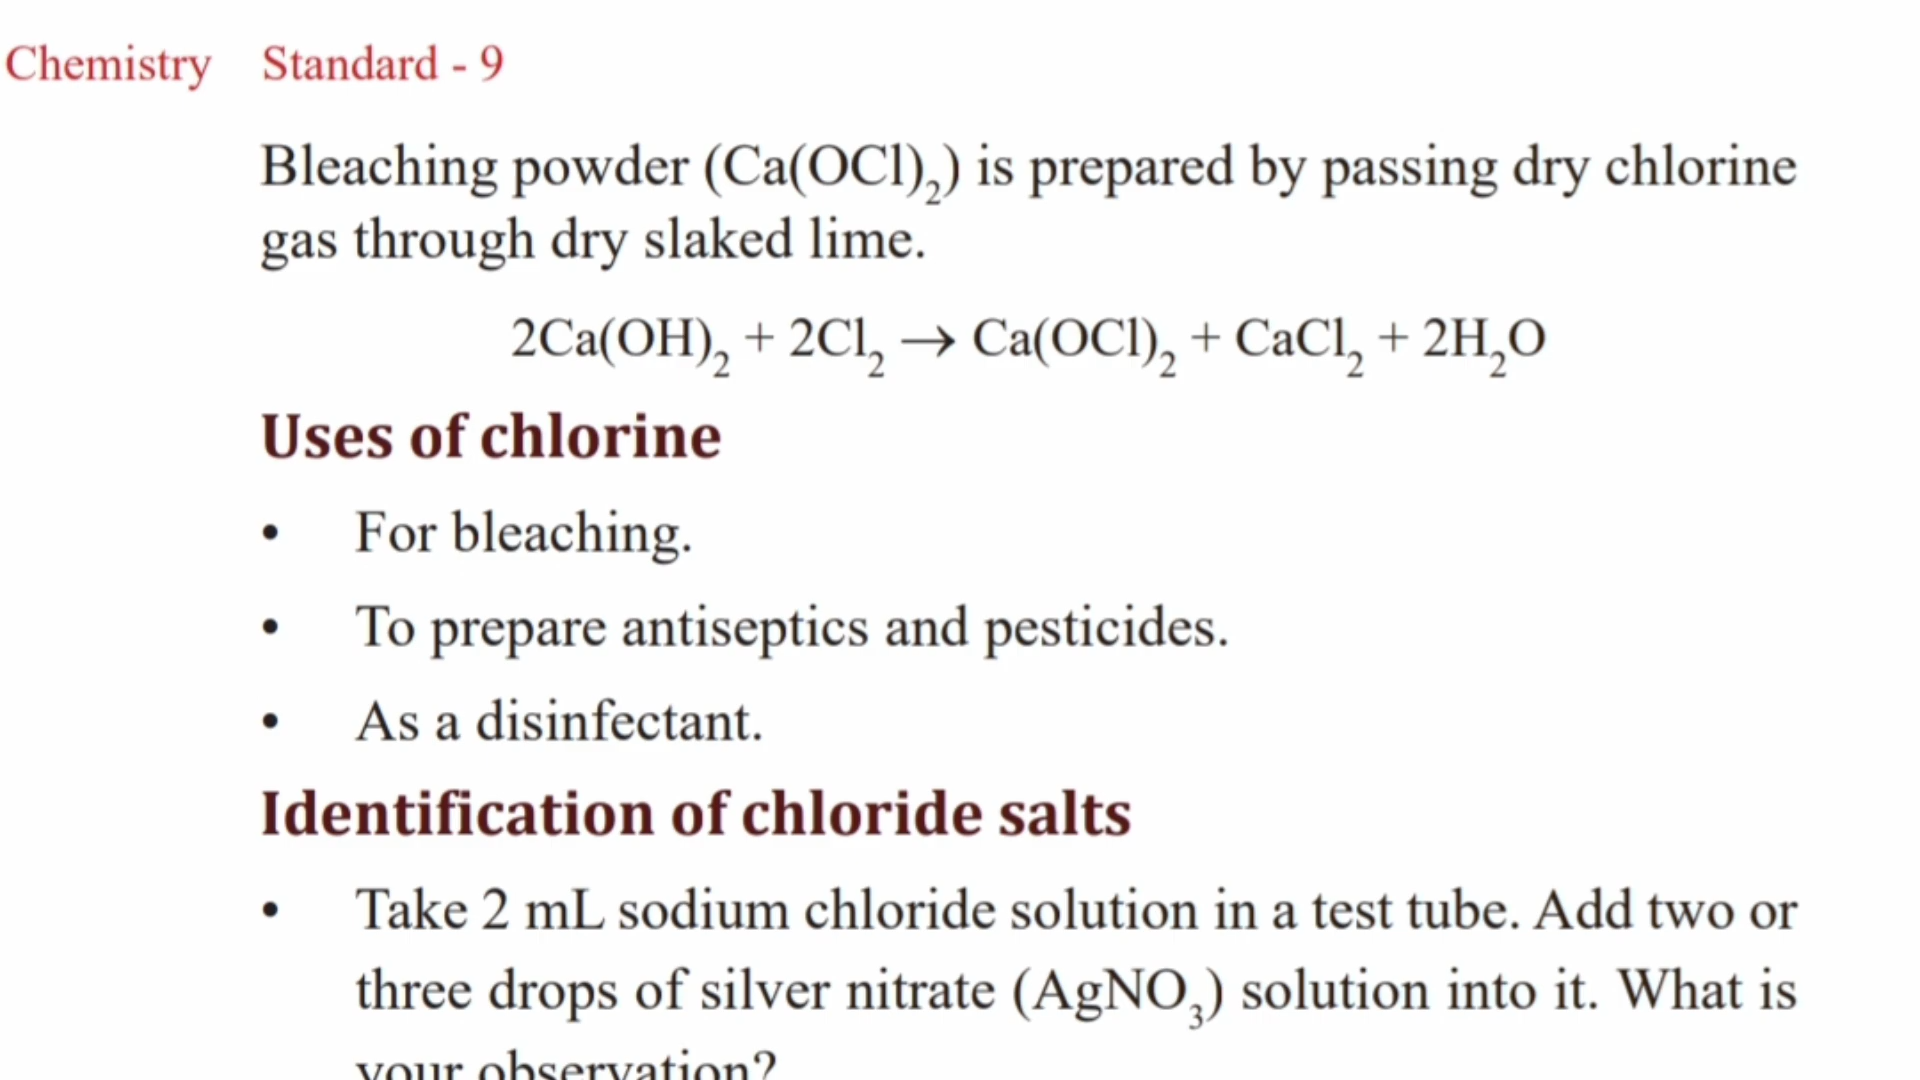 Chemistry Standard - 9
Bleaching powder (Ca(OCl)₂) is prepared by passing dry chlorine
gas through dry slaked lime.
2Ca(OH)₂ + 2Cl₂ → Ca(OCl)₂ + CaCl₂ + 2H₂O
Uses of chlorine
• For bleaching.
• To prepare antiseptics and pesticides.
• As a disinfectant.
Identification of chloride salts
• Take 2 mL sodium chloride solution in a test tube. Add two or
three drops of silver nitrate (AgNO₃) solution into it. What is
your observation?